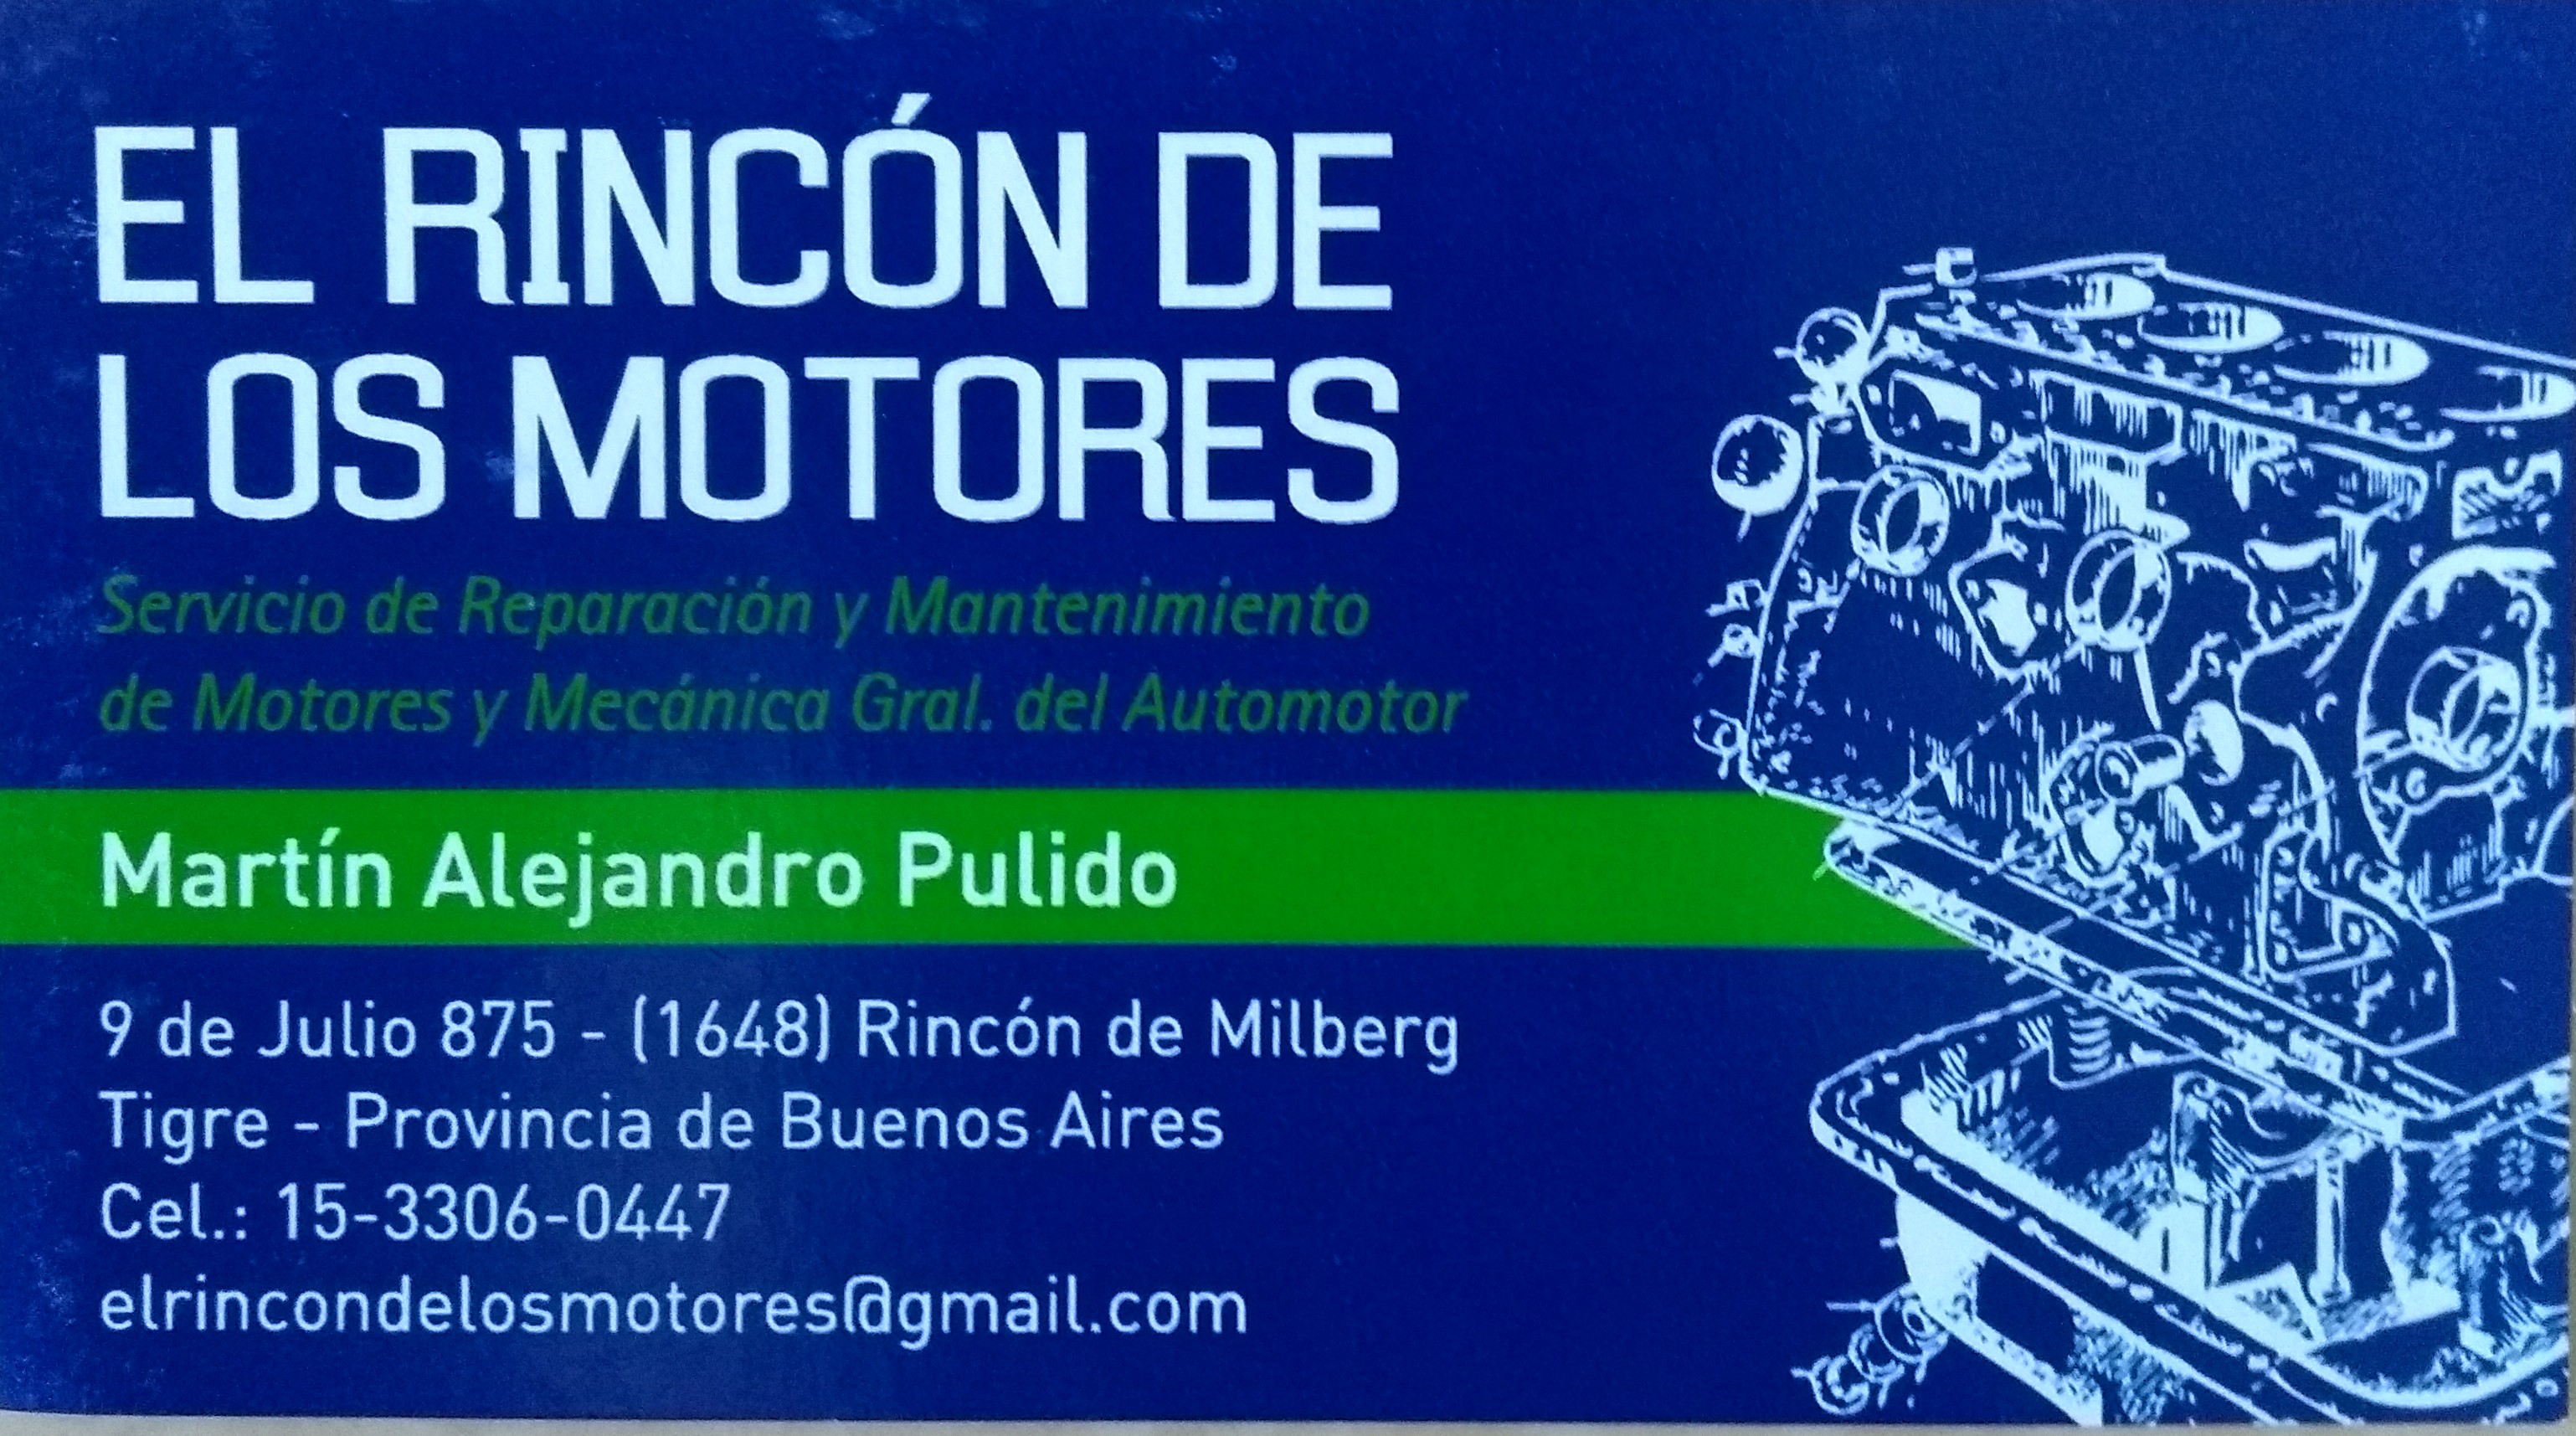 EL RINCÓN DE
LOS MOTORES
Servicio de Reparación y Mantenimiento
de Motores y Mecánica Gral. del Automotor
Martín Alejandro Pulido
9 de Julio 875 - (1648) Rincón de Milberg
Tigre - Provincia de Buenos Aires
Cel.: 15-3306-0447
elrincondelosmotores@gmail.com